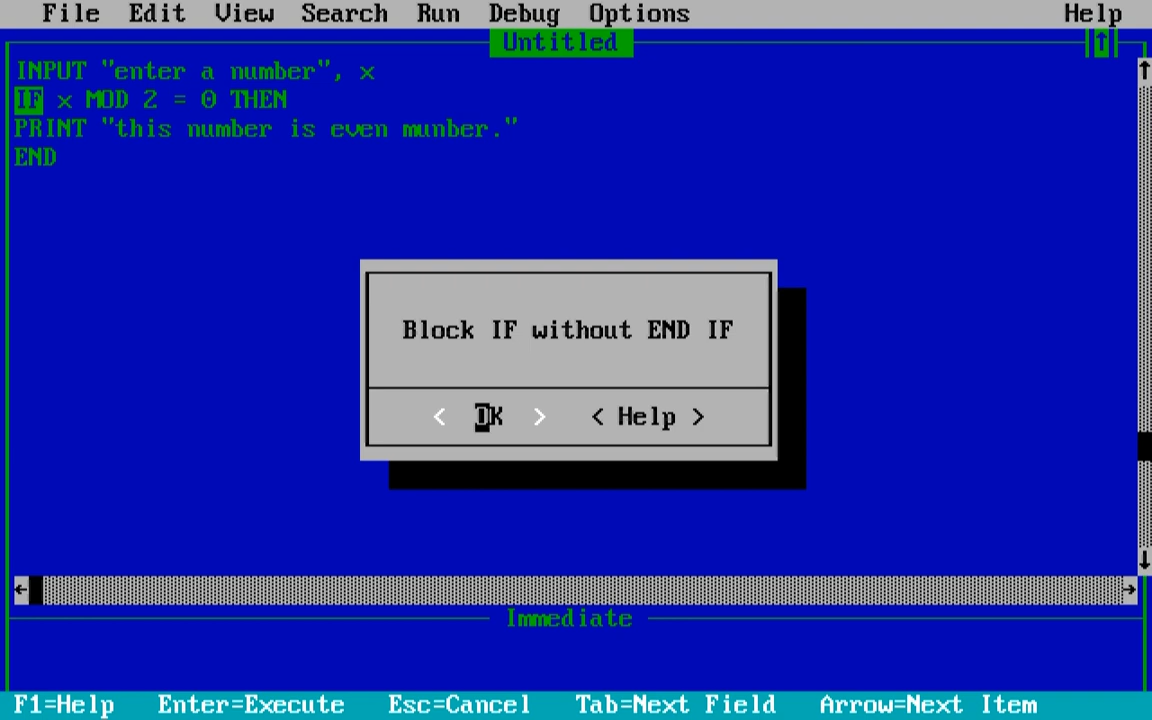 File Edit View Search Run Debug Options Help
Untitled
INPUT "enter a number", x
IF x MOD 2 = 0 THEN
PRINT "this number is even munber."
END
Block IF without END IF
< OK > < Help >
Immediate
F1=Help Enter=Execute Esc=Cancel Tab=Next Field Arrow=Next Item